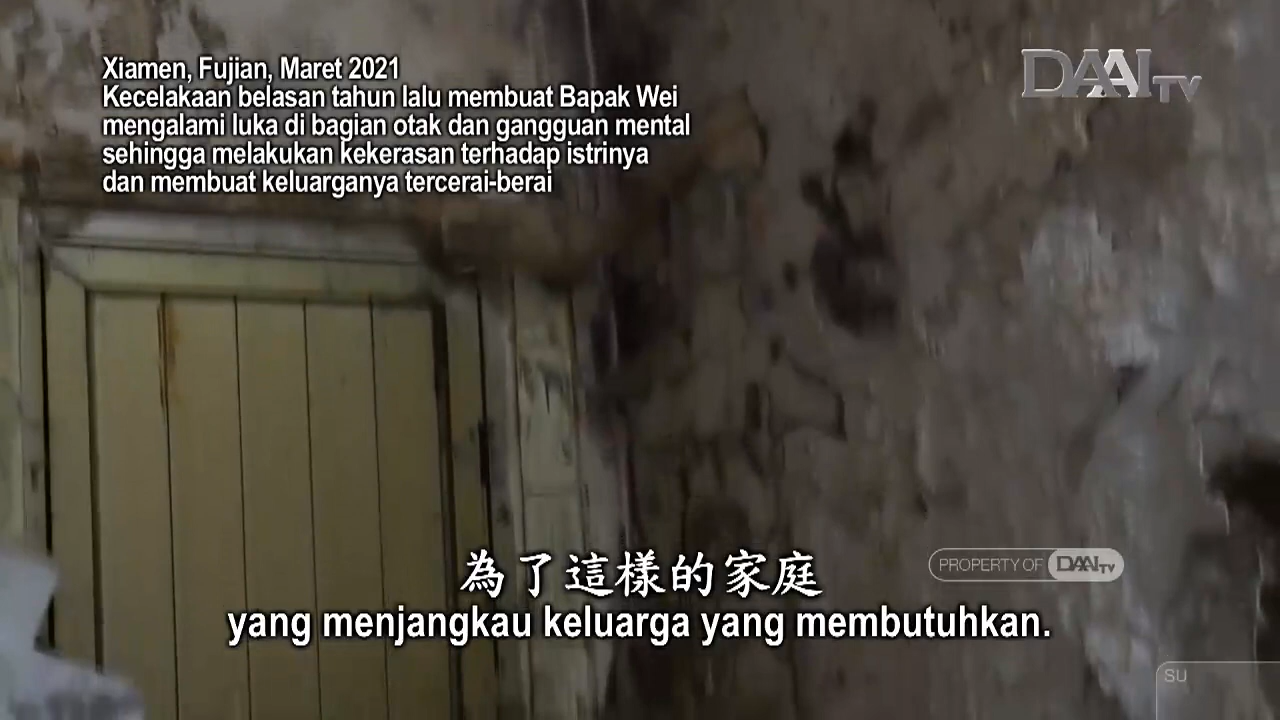 Xiamen, Fujian, Maret 2021
Kecelakaan belasan tahun lalu membuat Bapak Wei
mengalami luka di bagian otak dan gangguan mental
sehingga melakukan kekerasan terhadap istrinya
dan membuat keluarganya tercerai-berai
DAAI TV
PROPERTY OF DAAI TV
為了這樣的家庭
yang menjangkau keluarga yang membutuhkan.
SU